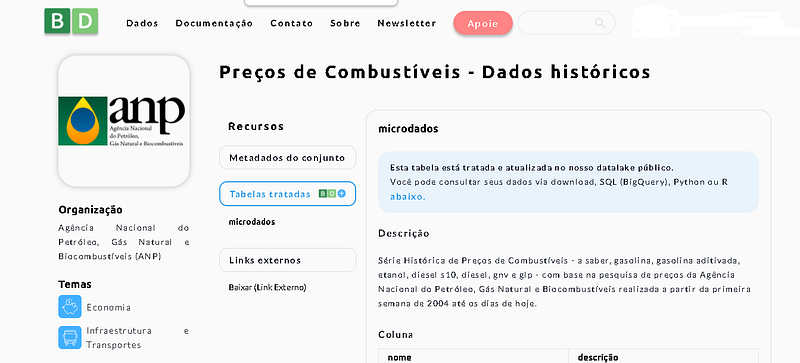 BD
Dados Documentação Contato Sobre Newsletter Apoie
Preços de Combustíveis - Dados históricos
anp
Agência Nacional
do Petróleo,
Gás Natural e Biocombustíveis
Organização
Agência Nacional do
Petróleo, Gás Natural e
Biocombustíveis (ANP)
Temas
Economia
Infraestrutura e
Transportes
Recursos
Metadados do conjunto
Tabelas tratadas BD+
microdados
Links externos
Baixar (Link Externo)
microdados
Esta tabela está tratada e atualizada no nosso datalake público.
Você pode consultar seus dados via download, SQL (BigQuery), Python ou R
abaixo.
Descrição
Série Histórica de Preços de Combustíveis - a saber, gasolina, gasolina aditivada,
etanol, diesel s10, diesel, gnv e glp - com base na pesquisa de preços da Agência
Nacional do Petróleo, Gás Natural e Biocombustíveis realizada a partir da primeira
semana de 2004 até os dias de hoje.
Coluna
nome descrição